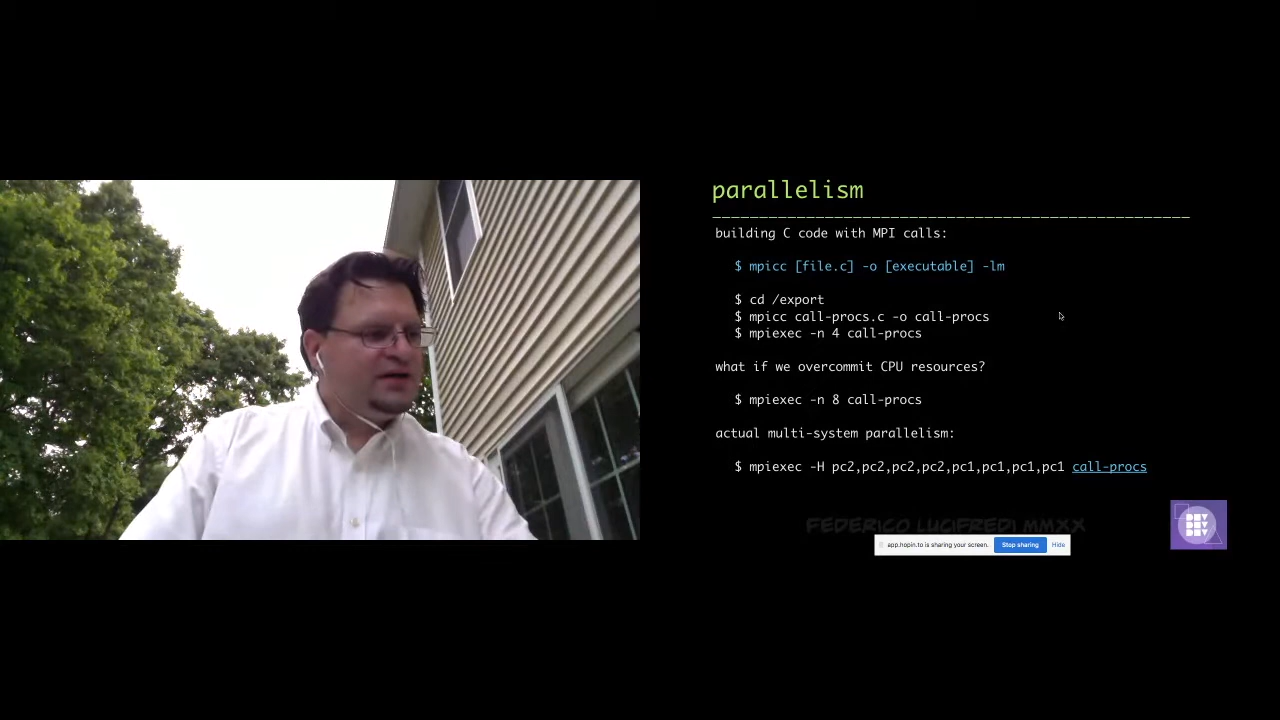 parallelism
building C code with MPI calls:
$ mpicc [file.c] -o [executable] -lm
$ cd /export
$ mpicc call-procs.c -o call-procs
$ mpiexec -n 4 call-procs
what if we overcommit CPU resources?
$ mpiexec -n 8 call-procs
actual multi-system parallelism:
$ mpiexec -H pc2,pc2,pc2,pc2,pc1,pc1,pc1,pc1 call-procs
FEDERICO LUCIFREDI MMXX
DEV
DEV
DEV
app.hopin.to is sharing your screen. Stop sharing Hide